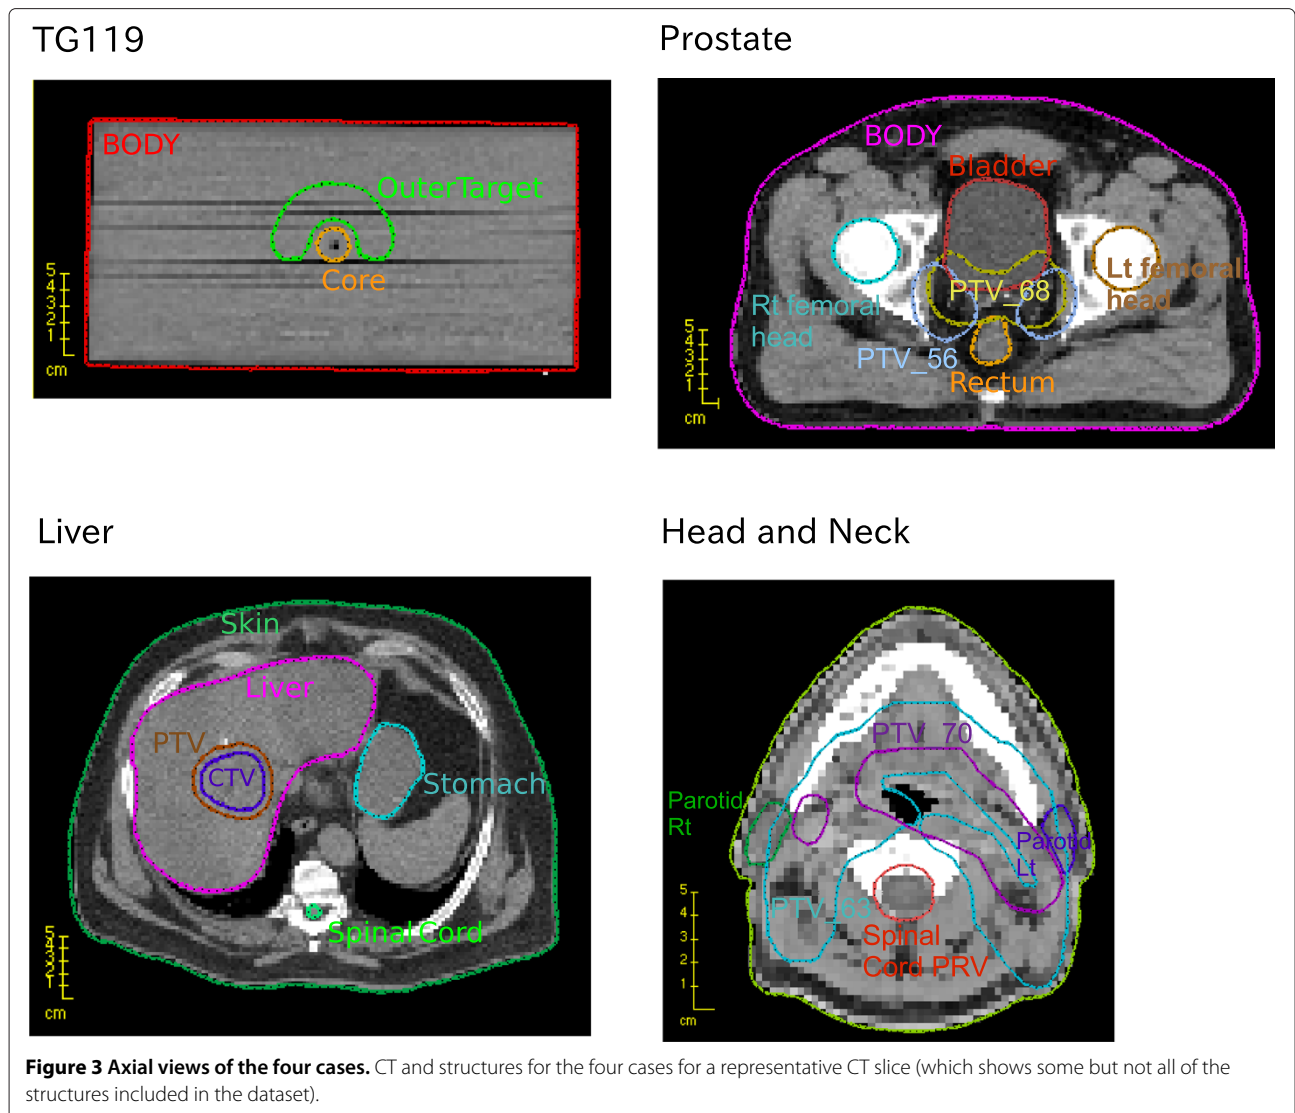 TG119
BODY
OuterTarget
Core
5
4
3
2
1
cm
Prostate
BODY
Bladder
PTV_68
Lt femoral
head
Rt femoral
head
PTV_56
Rectum
5
4
3
2
1
cm
Liver
Skin
Liver
PTV
CTV
Stomach
Spinal Cord
5
4
3
2
1
cm
Head and Neck
PTV_70
Parotid
Rt
Parotid
Lt
PTV_63
Spinal
Cord PRV
5
4
3
2
1
cm
Figure 3 Axial views of the four cases. CT and structures for the four cases for a representative CT slice (which shows some but not all of the
structures included in the dataset).